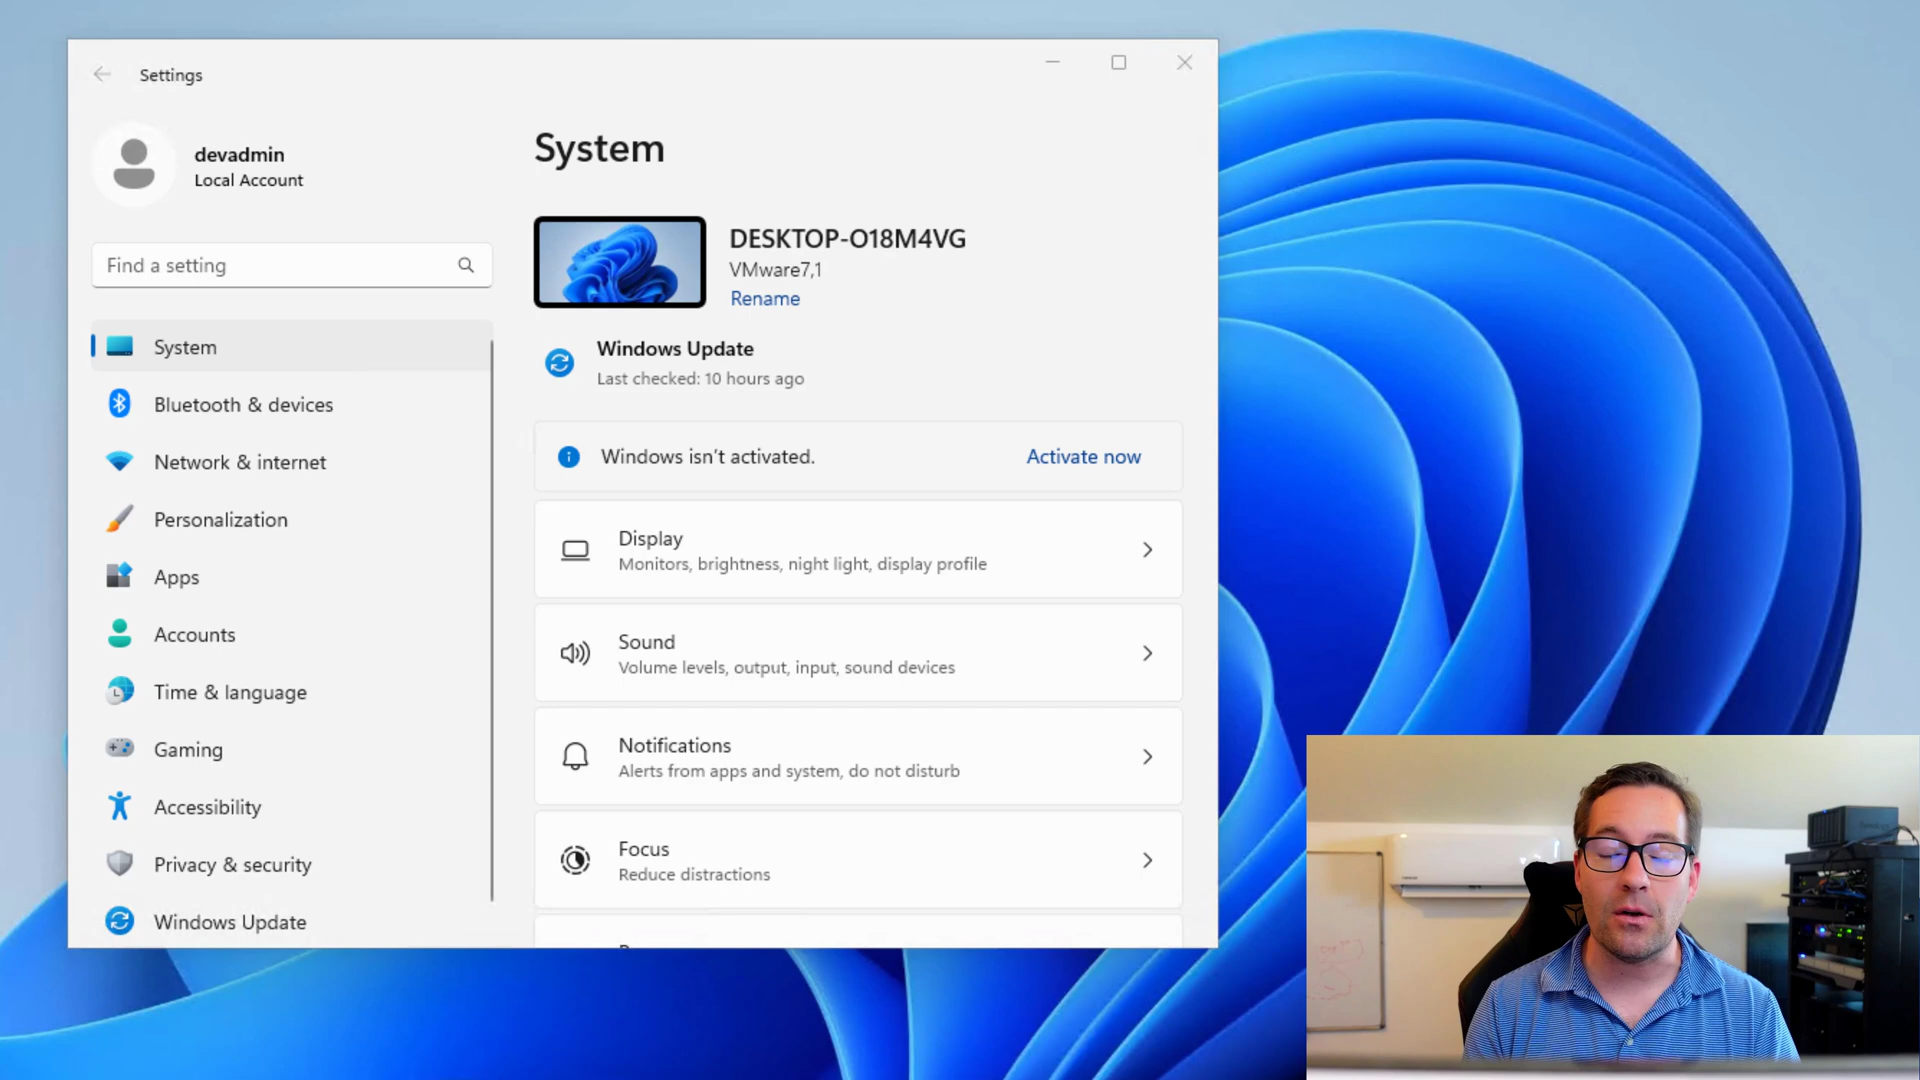 Settings
devadmin
Local Account
Find a setting
System
Bluetooth & devices
Network & internet
Personalization
Apps
Accounts
Time & language
Gaming
Accessibility
Privacy & security
Windows Update
System
DESKTOP-O18M4VG
VMware7,1
Rename
Windows Update
Last checked: 10 hours ago
Windows isn't activated.
Activate now
Display
Monitors, brightness, night light, display profile
Sound
Volume levels, output, input, sound devices
Notifications
Alerts from apps and system, do not disturb
Focus
Reduce distractions